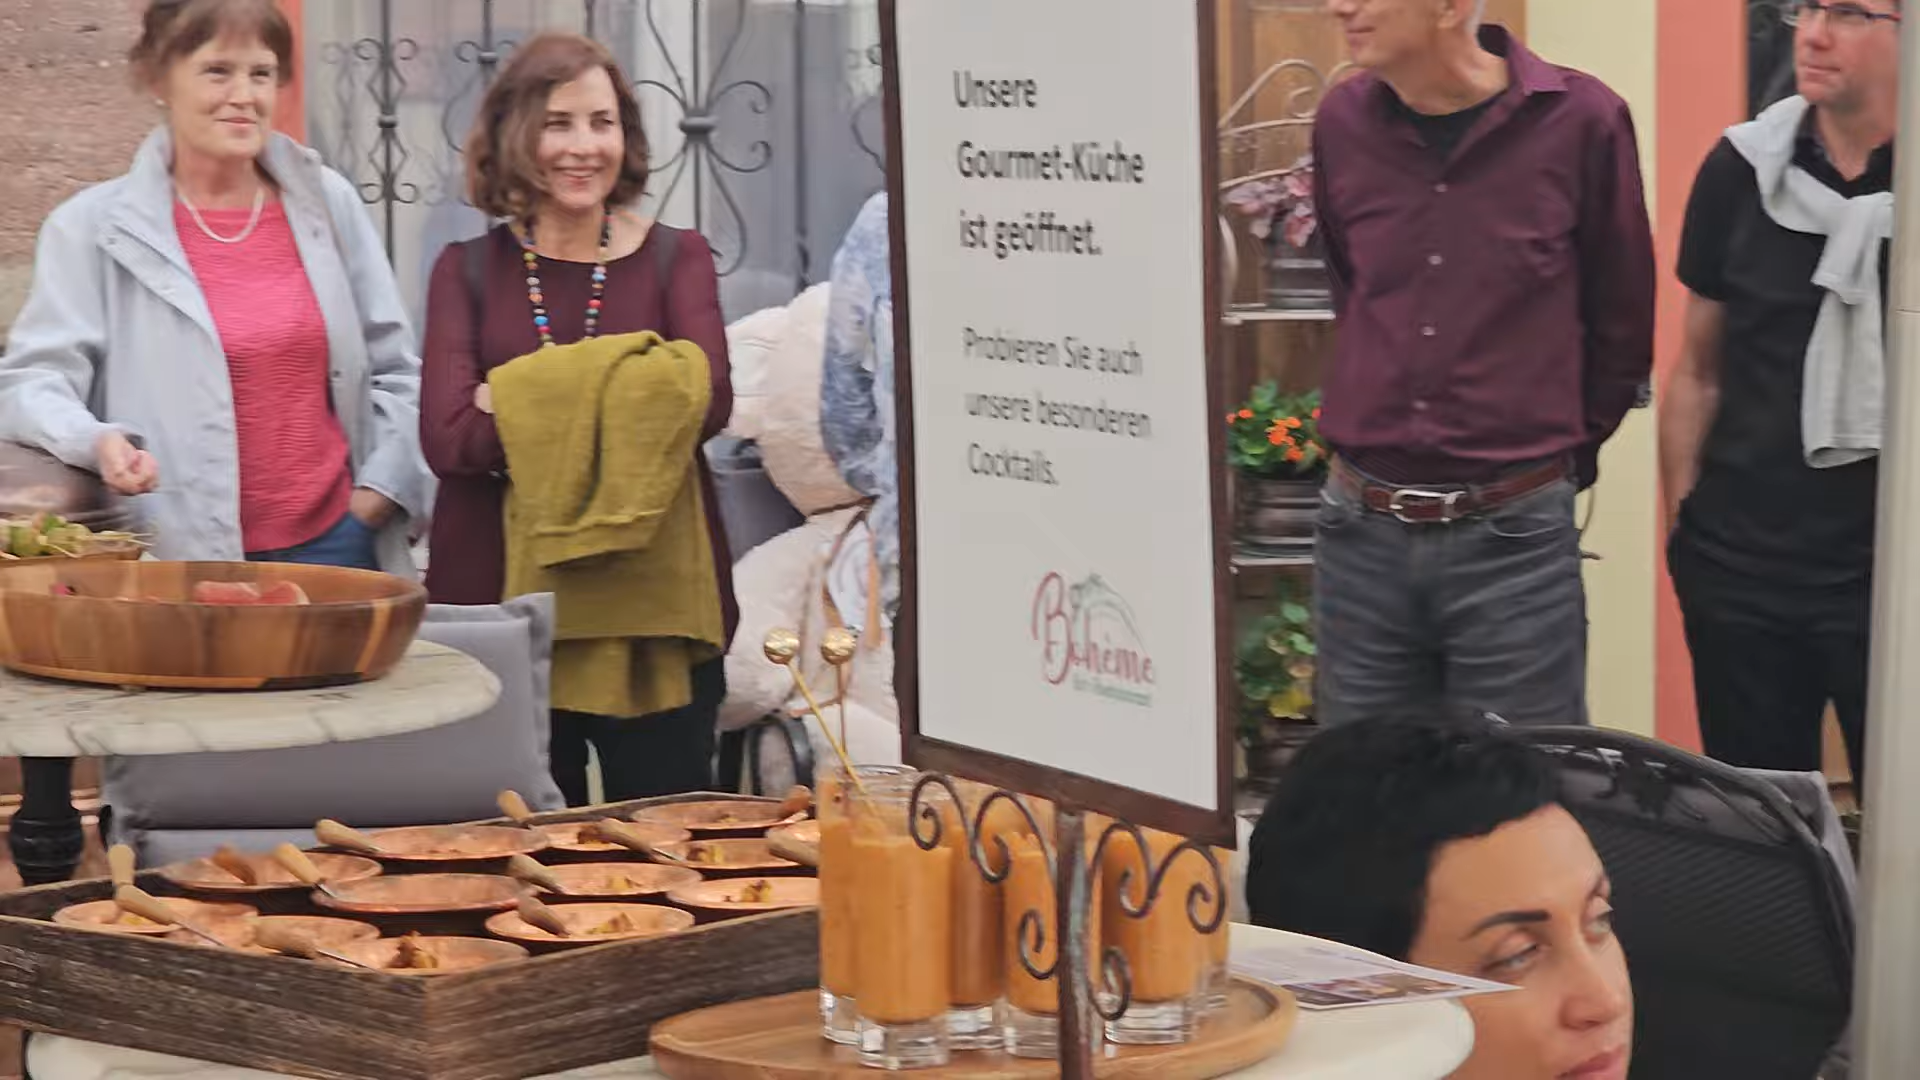 Unsere
Gourmet-Küche
ist geöffnet.
Probieren Sie auch
unsere besonderen
Cocktails.
Bohème